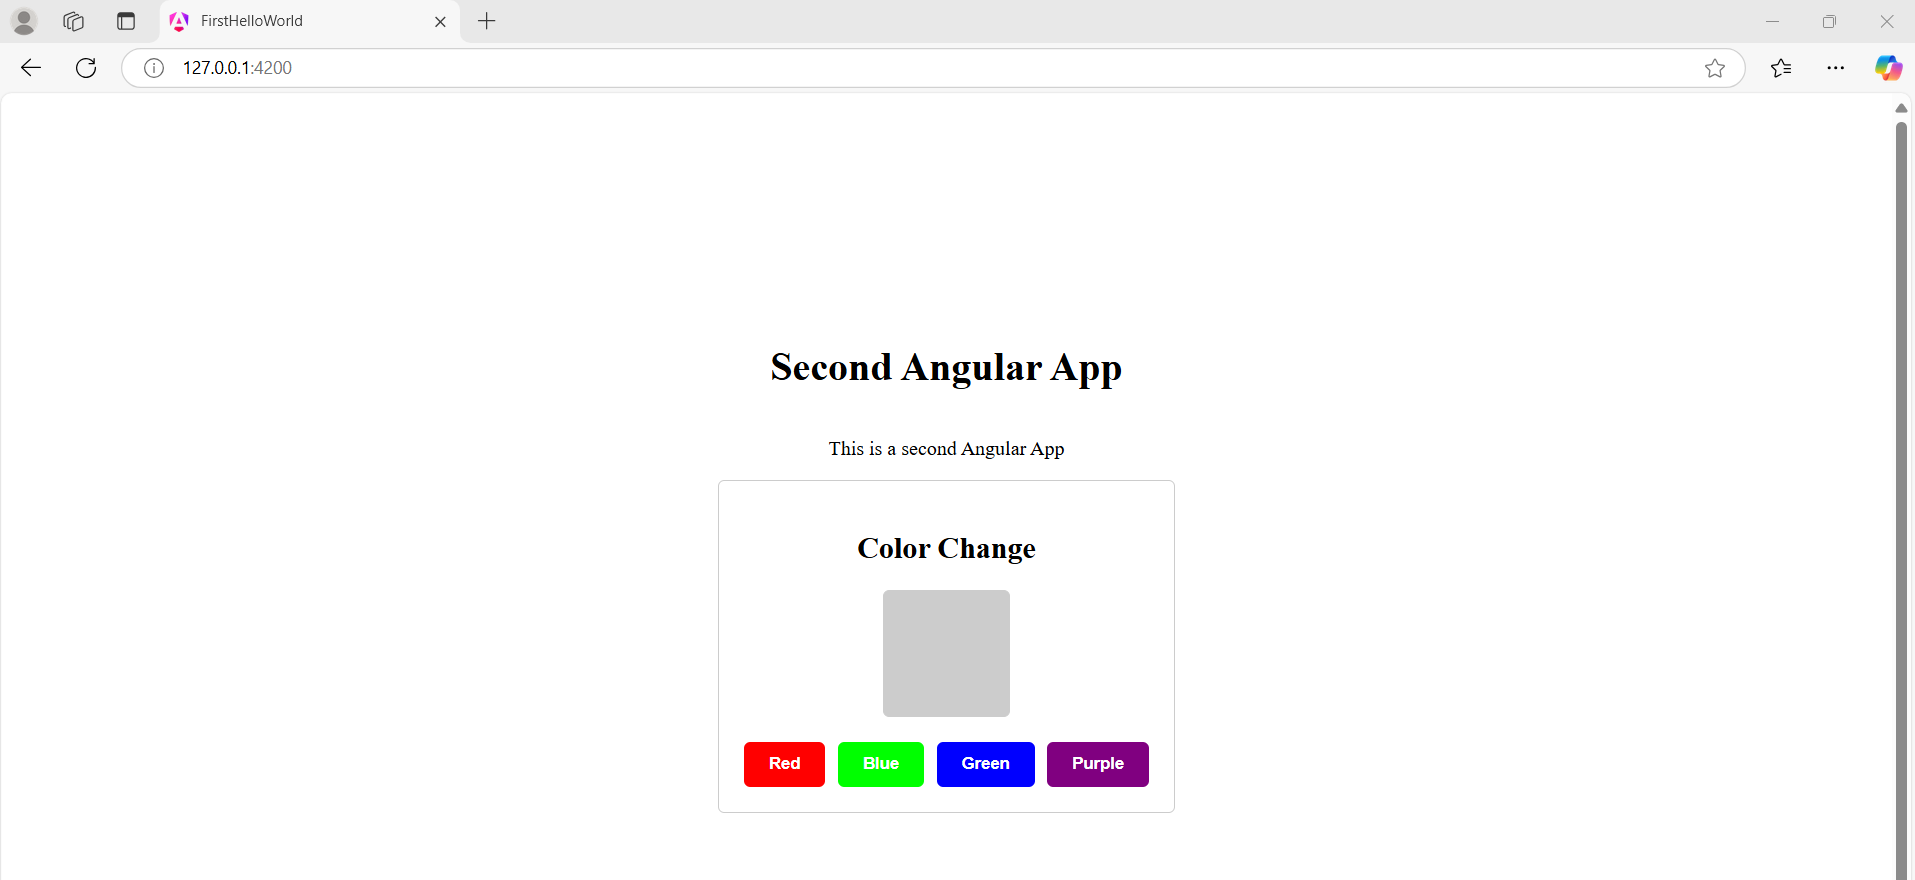 FirstHelloWorld
127.0.0.1:4200
Second Angular App
This is a second Angular App
Color Change
Red Blue Green Purple